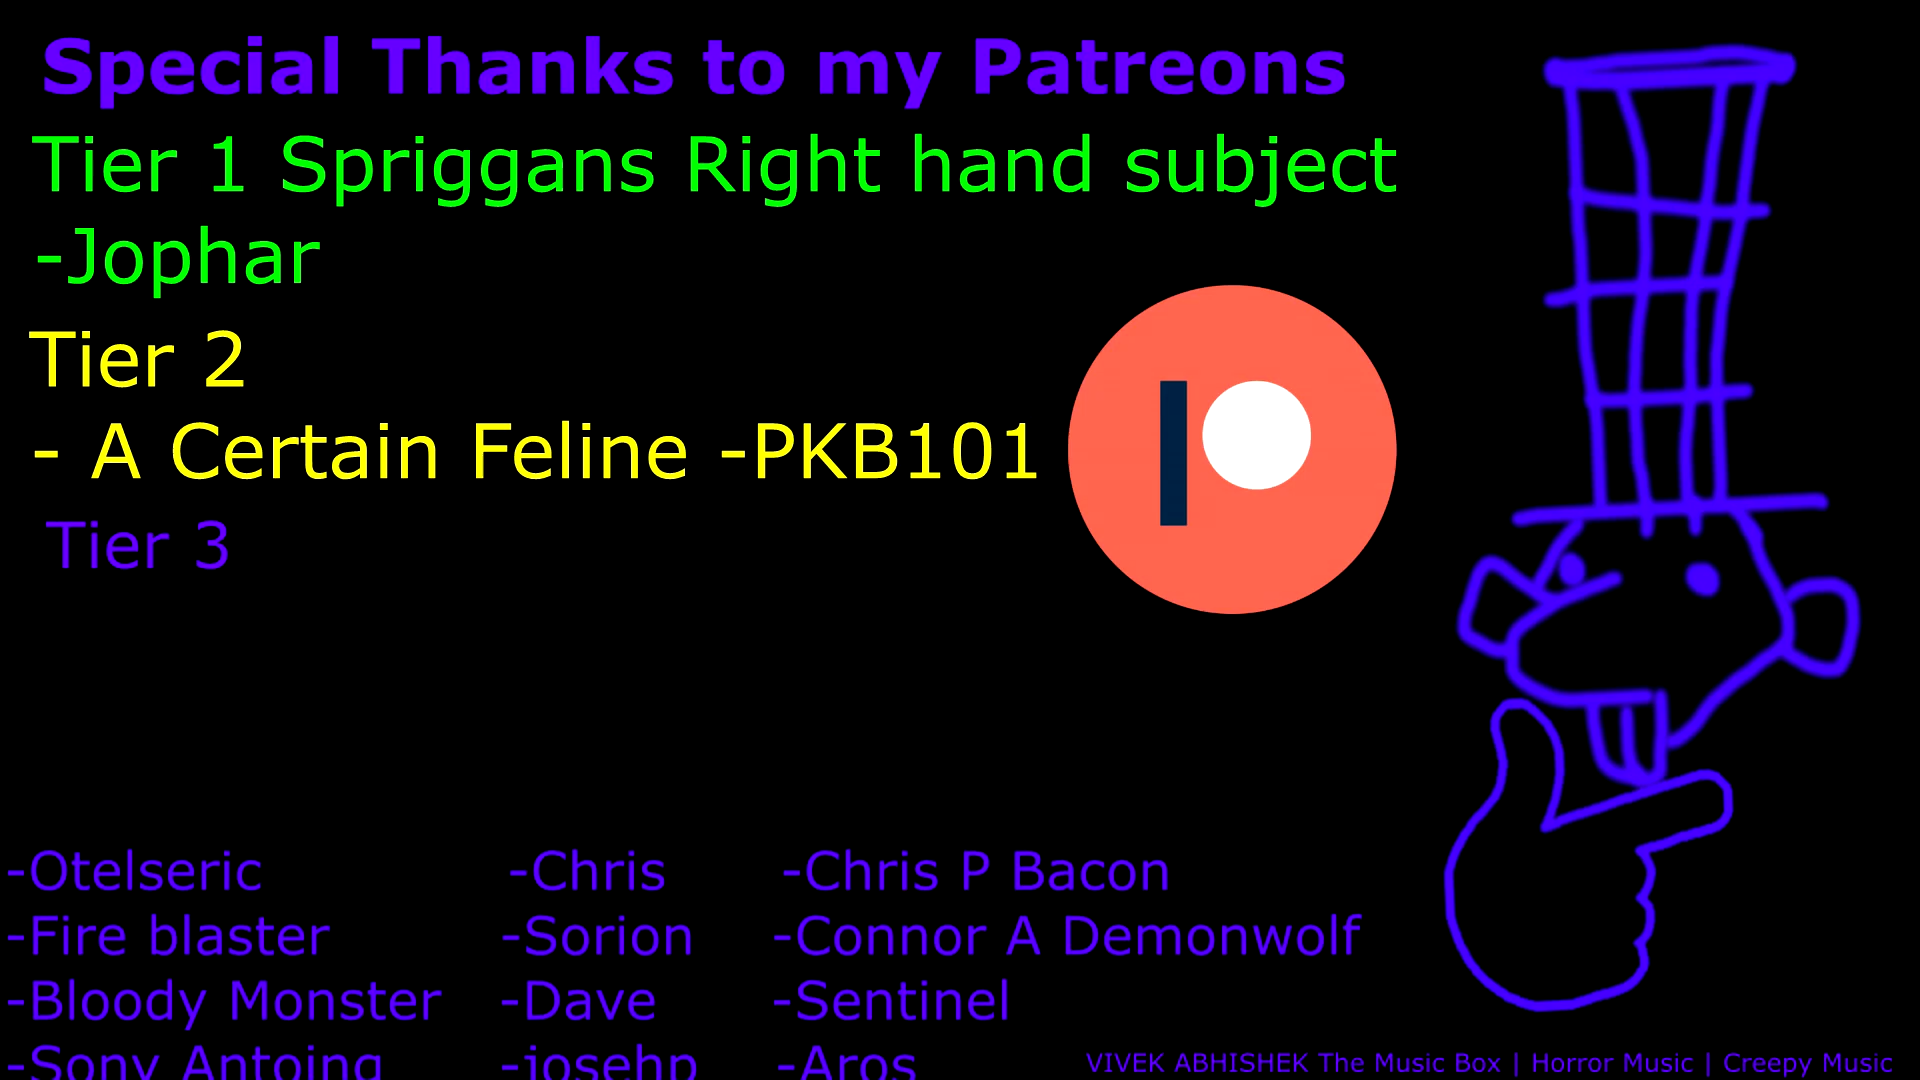 Special Thanks to my Patreons
Tier 1 Spriggans Right hand subject
-Jophar
Tier 2
- A Certain Feline -PKB101
Tier 3
-Otelseric -Chris -Chris P Bacon
-Fire blaster -Sorion -Connor A Demonwolf
-Bloody Monster -Dave -Sentinel
-Sony Antoing -josehp -Aros
VIVEK ABHISHEK The Music Box | Horror Music | Creepy Music